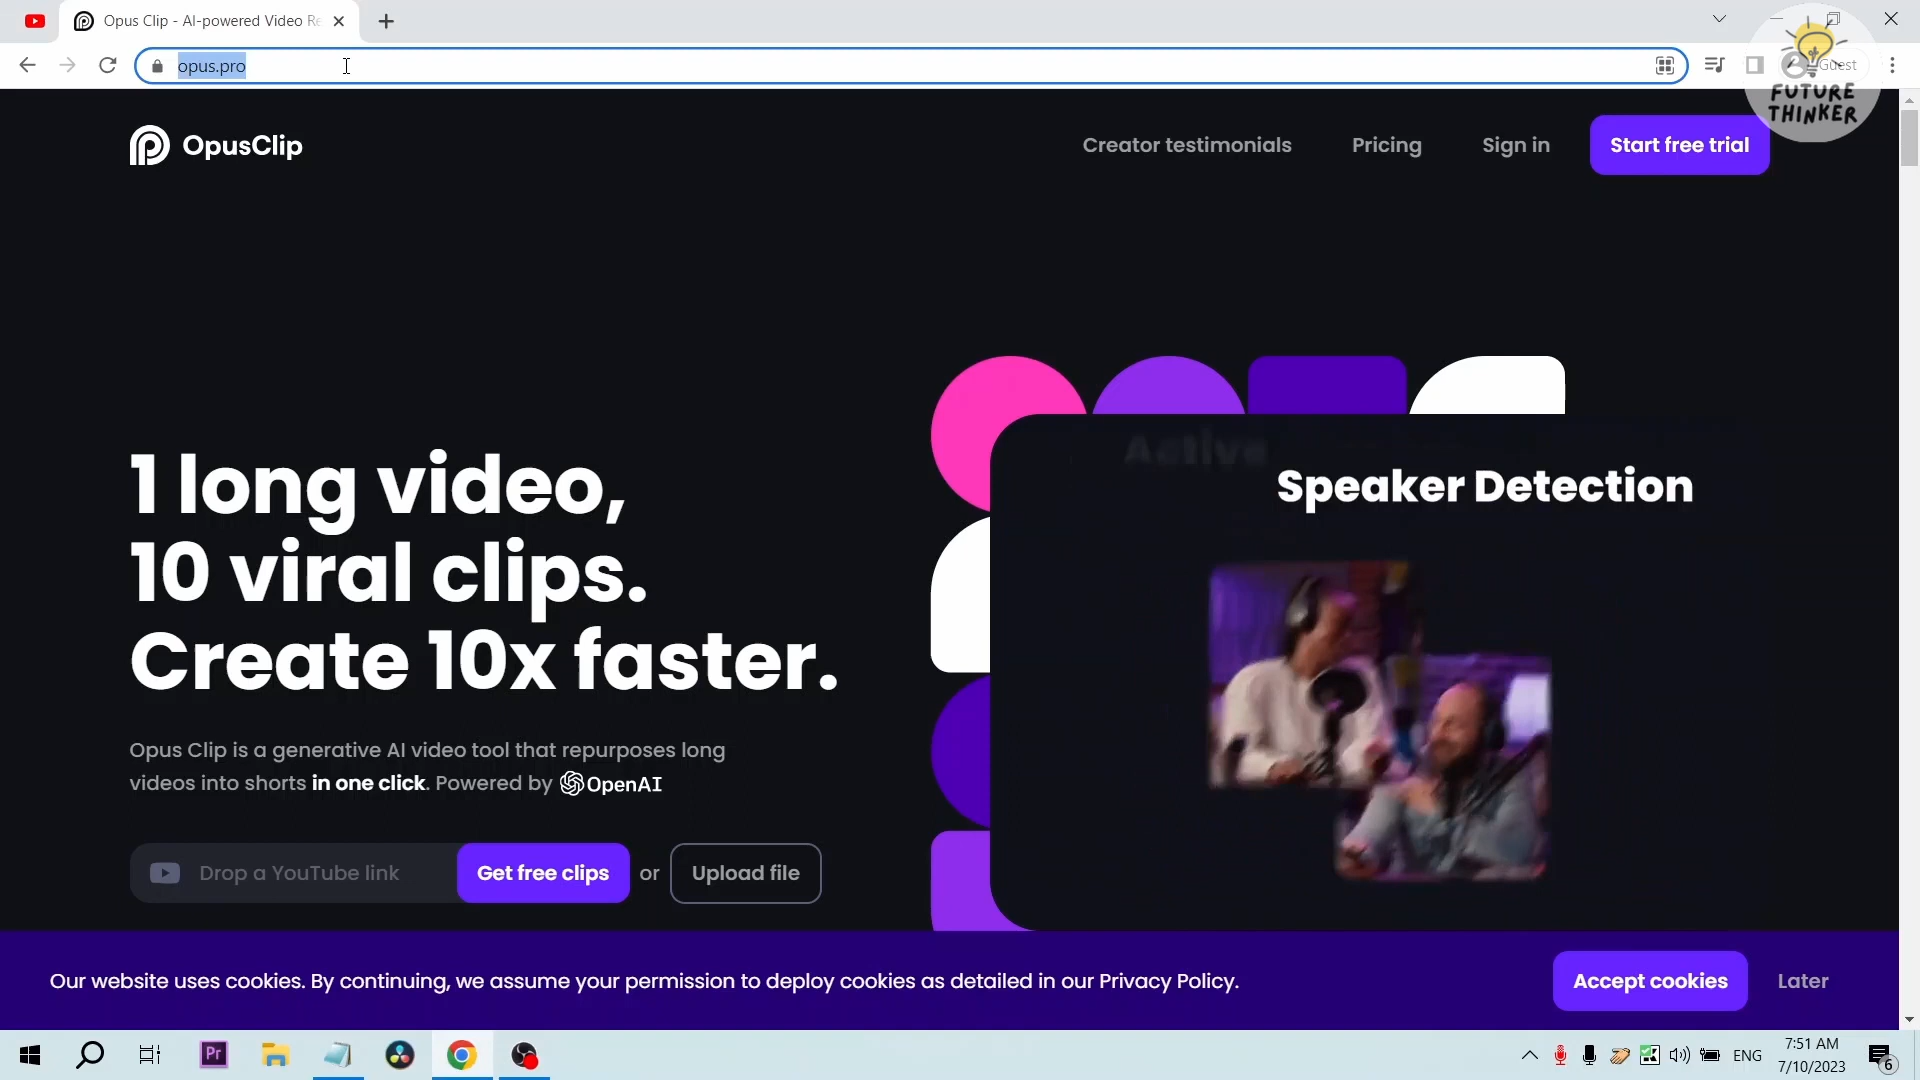 Opus Clip - AI-powered Video Re
opus.pro
Guest
FUTURE
THINKER
OpusClip
Creator testimonials
Pricing
Sign in
Start free trial
Active
Speaker Detection
1 long video,
10 viral clips.
Create 10x faster.
Opus Clip is a generative AI video tool that repurposes long
videos into shorts in one click. Powered by OpenAI
Drop a YouTube link
Get free clips
or
Upload file
Our website uses cookies. By continuing, we assume your permission to deploy cookies as detailed in our Privacy Policy.
Accept cookies
Later
Pr
ENG
7:51 AM
7/10/2023
6